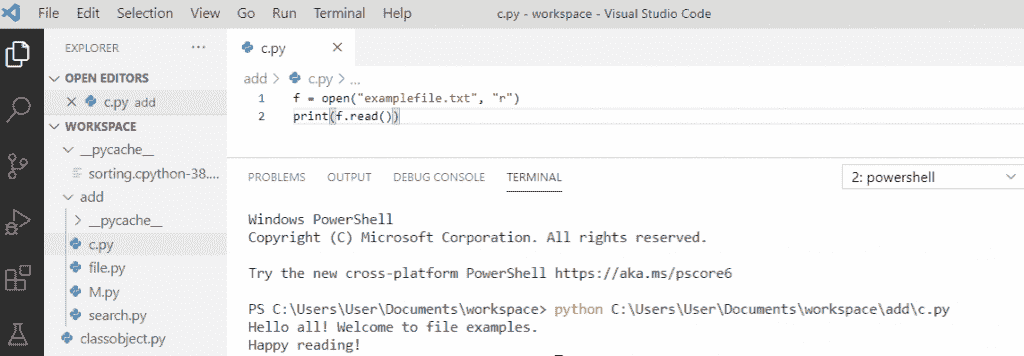 File Edit Selection View Go Run Terminal Help c.py - workspace - Visual Studio Code
EXPLORER ···
OPEN EDITORS
c.py add
WORKSPACE
__pycache__
sorting.cpython-38....
add
__pycache__
c.py
file.py
M.py
search.py
classobject.py
c.py
add > c.py > ...
1 f = open("examplefile.txt", "r")
2 print(f.read())
PROBLEMS OUTPUT DEBUG CONSOLE TERMINAL 2: powershell
Windows PowerShell
Copyright (C) Microsoft Corporation. All rights reserved.
Try the new cross-platform PowerShell https://aka.ms/pscore6
PS C:\Users\User\Documents\workspace> python C:\Users\User\Documents\workspace\add\c.py
Hello all! Welcome to file examples.
Happy reading!